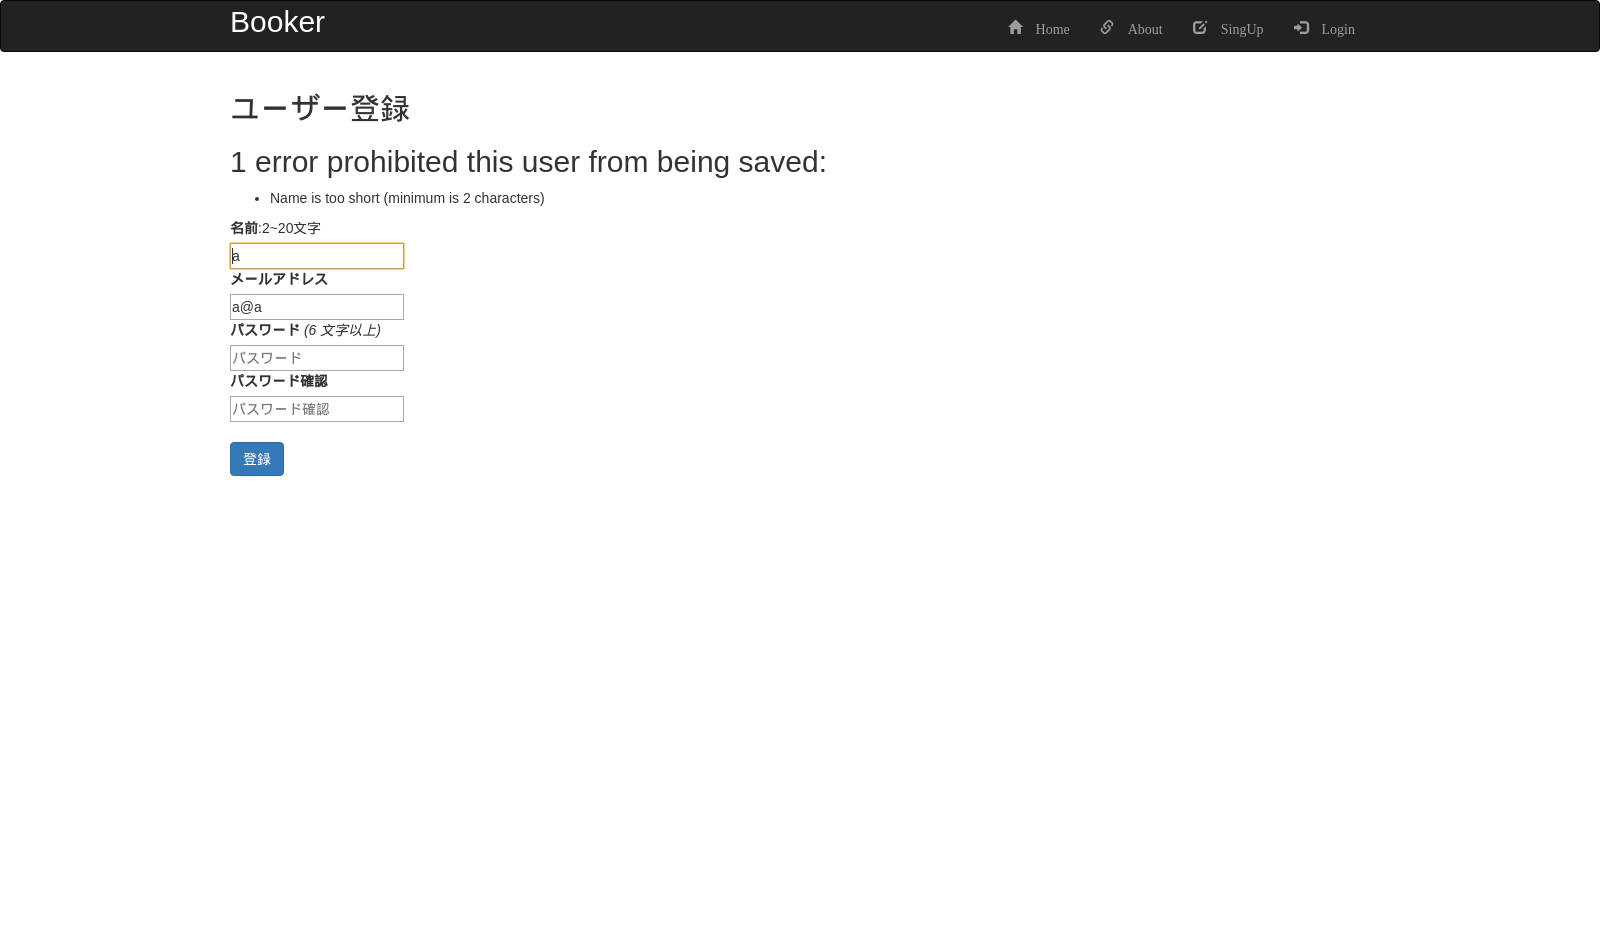 Booker
Home About SingUp Login
ユーザー登録
1 error prohibited this user from being saved:
• Name is too short (minimum is 2 characters)
名前:2~20文字
a
メールアドレス
a@a
パスワード (6 文字以上)
パスワード
パスワード確認
パスワード確認
登録